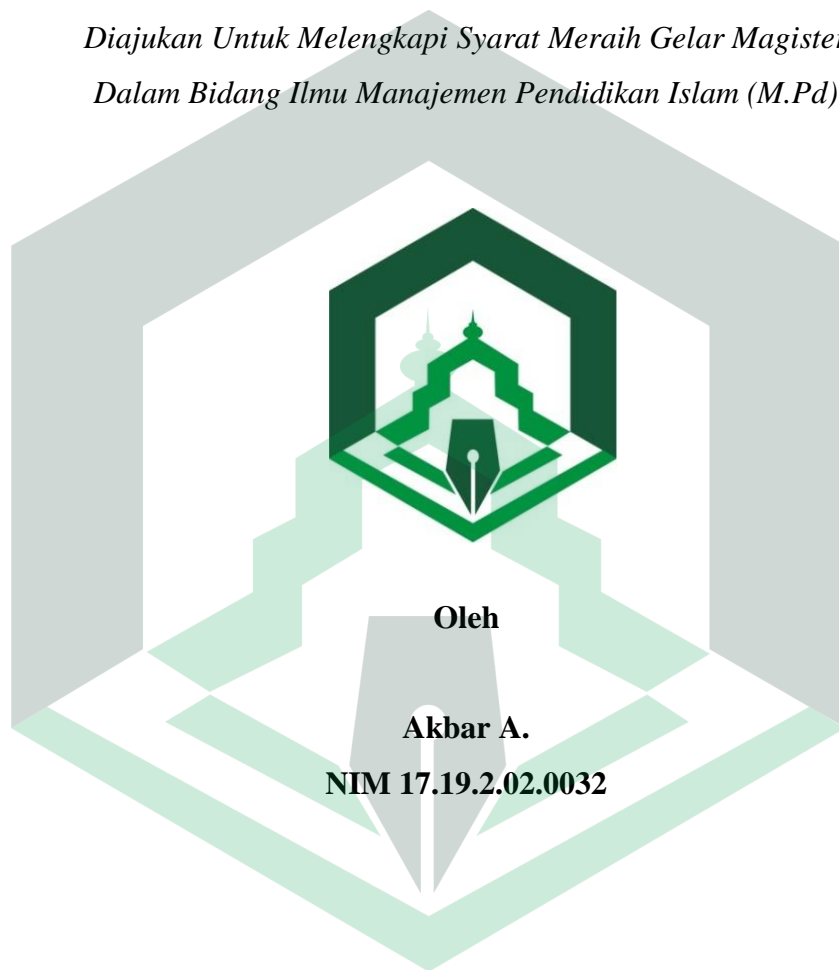 Diajukan Untuk Melengkapi Syarat Meraih Gelar Magister
Dalam Bidang Ilmu Manajemen Pendidikan Islam (M.Pd)
Oleh
Akbar A.
NIM 17.19.2.02.0032